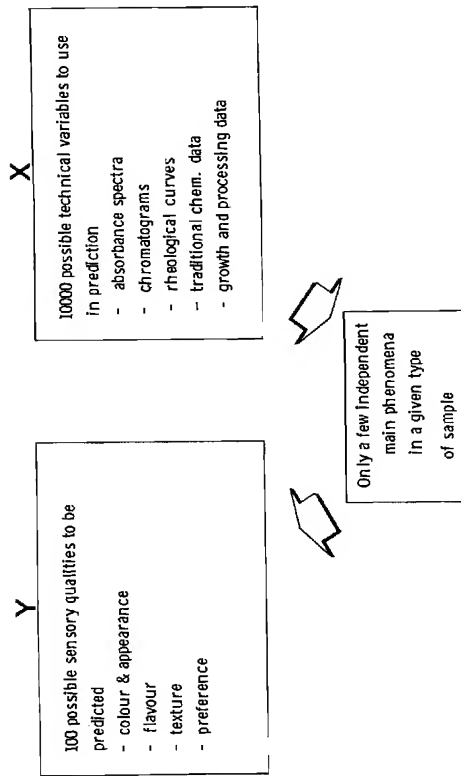 Y
100 possible sensory qualities to be
predicted
- colour & appearance
- flavour
- texture
- preference
X
10000 possible technical variables to use
in prediction
- absorbance spectra
- chromatograms
- rheological curves
- traditional chem. data
- growth and processing data
Only a few independent
main phenomena
in a given type
of sample